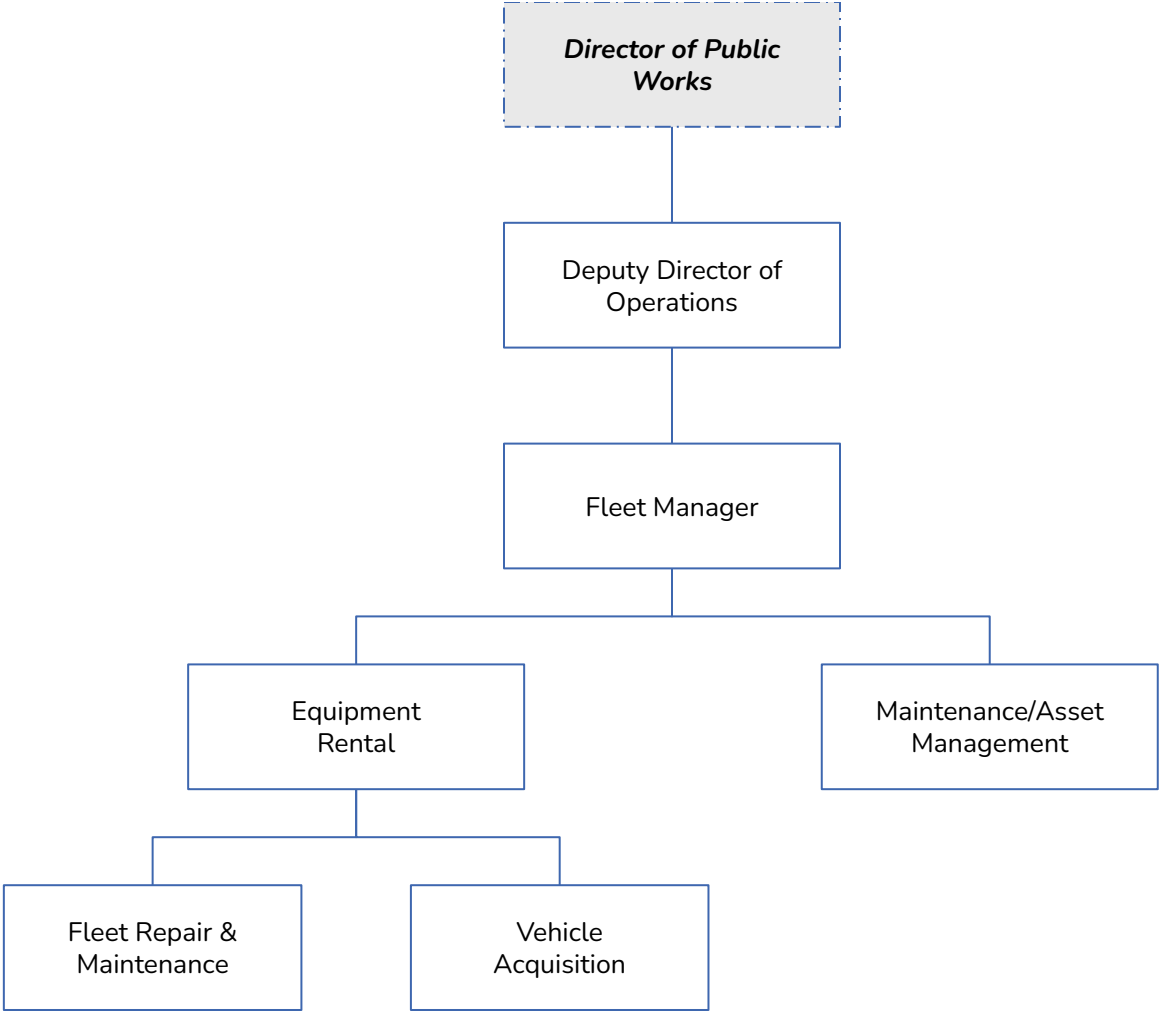 Director of Public
Works
Deputy Director of
Operations
Fleet Manager
Equipment
Rental
Maintenance/Asset
Management
Fleet Repair &
Maintenance
Vehicle
Acquisition